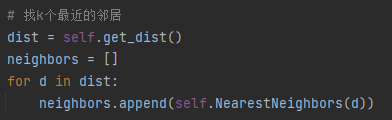 # 找k个最近的邻居
dist = self.get_dist()
neighbors = []
for d in dist:
    neighbors.append(self.NearestNeighbors(d))